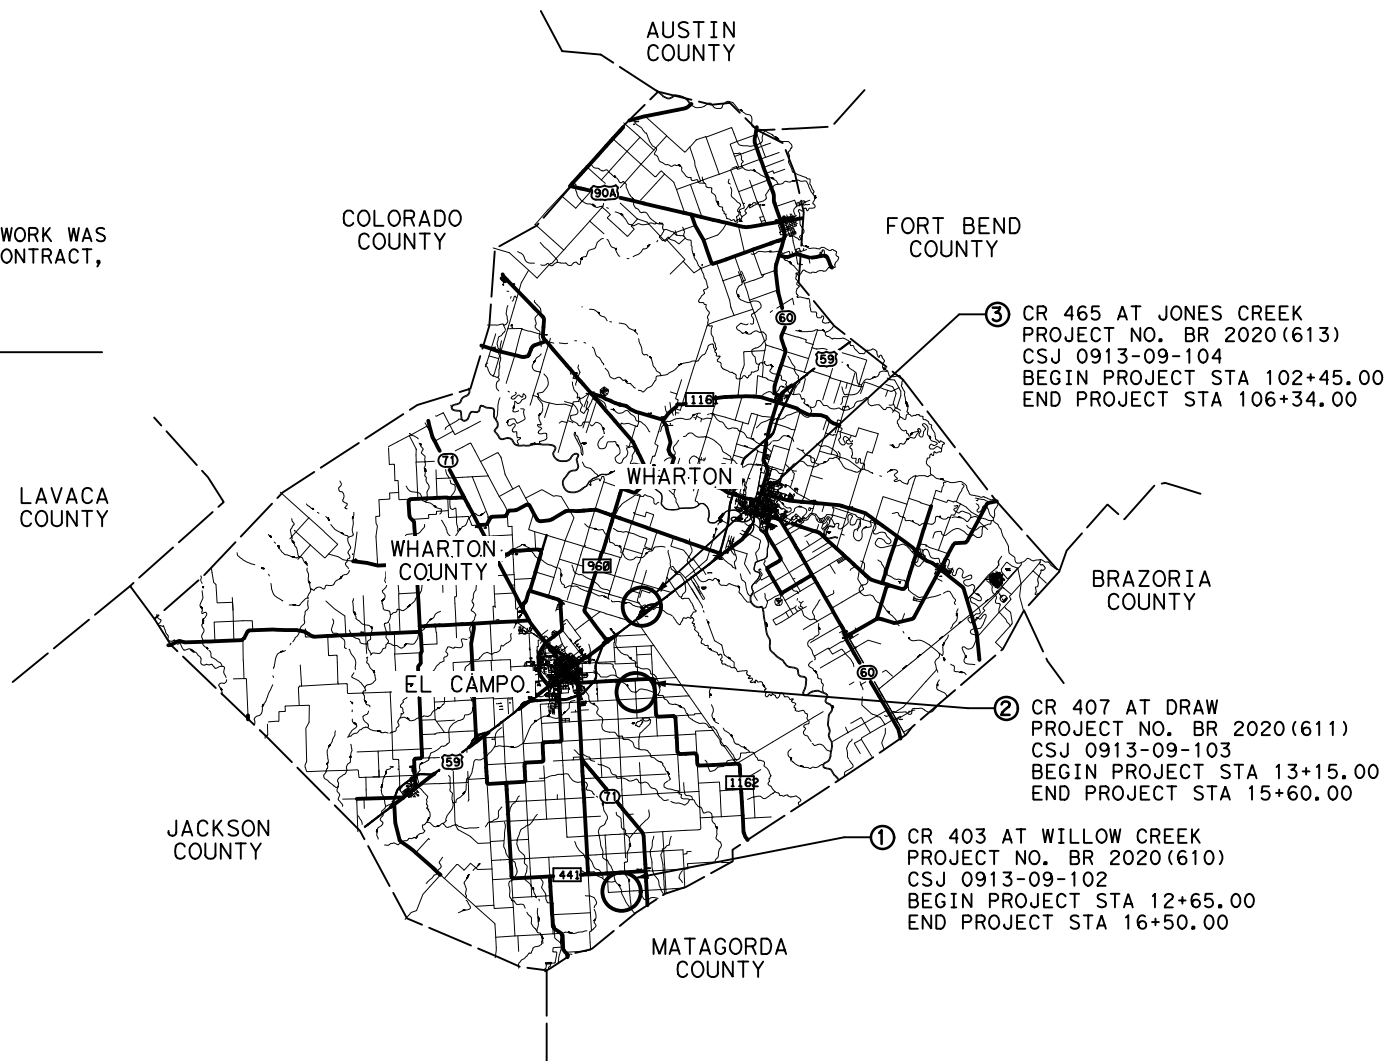 AUSTIN
COUNTY
90A
COLORADO
COUNTY
WORK WAS
ONTRACT,
FORT BEND
COUNTY
60
3 CR 465 AT JONES CREEK
PROJECT NO. BR 2020(613)
CSJ 0913-09-104
BEGIN PROJECT STA 102+45.00
END PROJECT STA 106+34.00
59
116
71
WHARTON
LAVACA
COUNTY
WHARTON
COUNTY
960
BRAZORIA
COUNTY
60
EL CAMPO
2 CR 407 AT DRAW
PROJECT NO. BR 2020(611)
CSJ 0913-09-103
BEGIN PROJECT STA 13+15.00
END PROJECT STA 15+60.00
59
1162
71
JACKSON
COUNTY
1 CR 403 AT WILLOW CREEK
PROJECT NO. BR 2020(610)
CSJ 0913-09-102
BEGIN PROJECT STA 12+65.00
END PROJECT STA 16+50.00
441
MATAGORDA
COUNTY